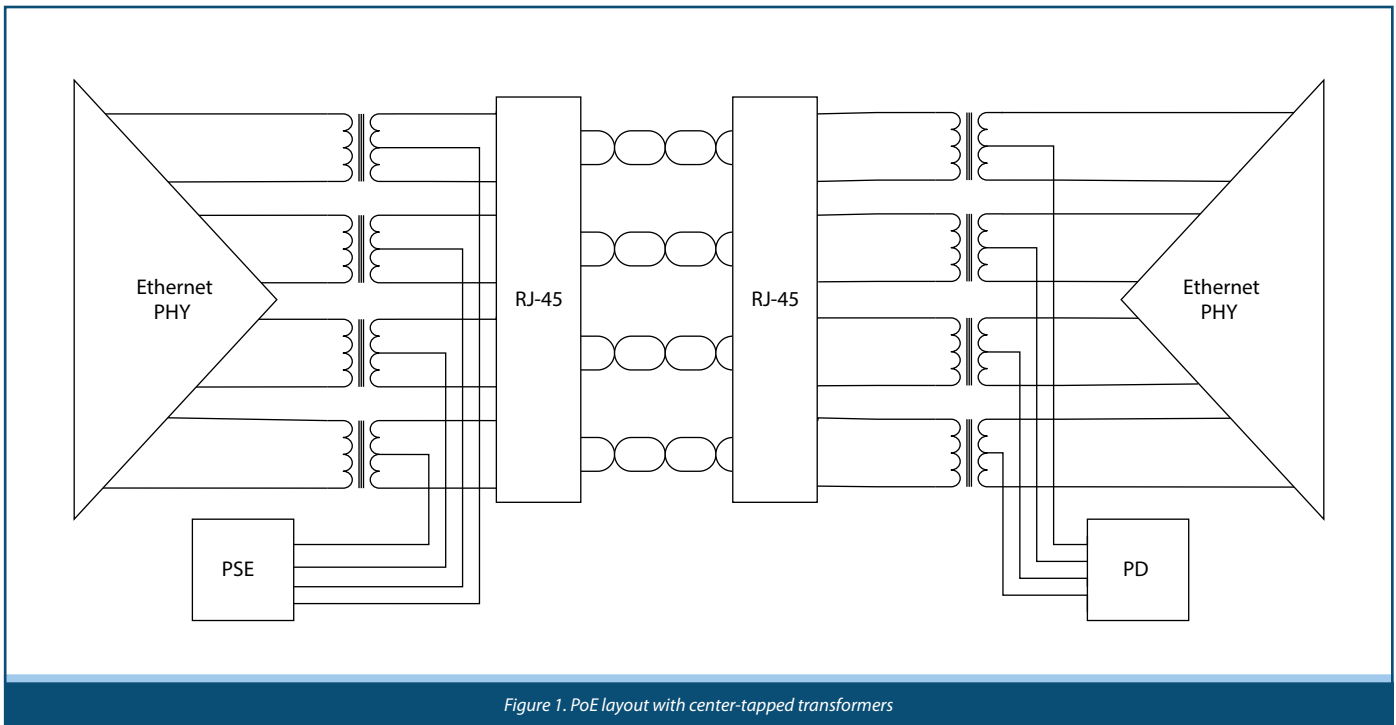 Ethernet
PHY
RJ-45
RJ-45
Ethernet
PHY
PSE
PD
Figure 1. PoE layout with center-tapped transformers